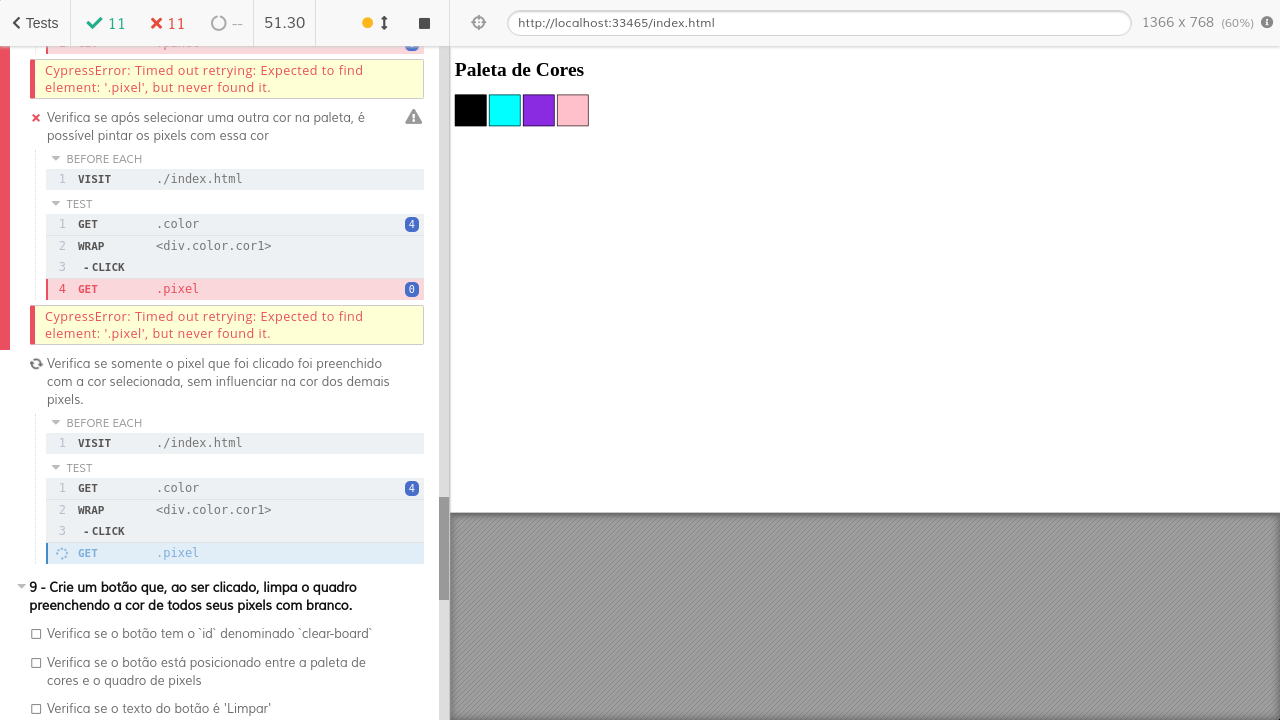 Tests
11
11
--
51.30
http://localhost:33465/index.html
1366 x 768 (60%)
CypressError: Timed out retrying: Expected to find
element: '.pixel', but never found it.
Verifica se após selecionar uma outra cor na paleta, é
possível pintar os pixels com essa cor
BEFORE EACH
1 VISIT ./index.html
TEST
1 GET .color 4
2 WRAP <div.color.cor1>
3 - CLICK
4 GET .pixel 0
CypressError: Timed out retrying: Expected to find
element: '.pixel', but never found it.
Verifica se somente o pixel que foi clicado foi preenchido
com a cor selecionada, sem influenciar na cor dos demais
pixels.
BEFORE EACH
1 VISIT ./index.html
TEST
1 GET .color 4
2 WRAP <div.color.cor1>
3 - CLICK
GET .pixel
9 - Crie um botão que, ao ser clicado, limpa o quadro
preenchendo a cor de todos seus pixels com branco.
Verifica se o botão tem o `id` denominado `clear-board`
Verifica se o botão está posicionado entre a paleta de
cores e o quadro de pixels
Verifica se o texto do botão é 'Limpar'
Paleta de Cores